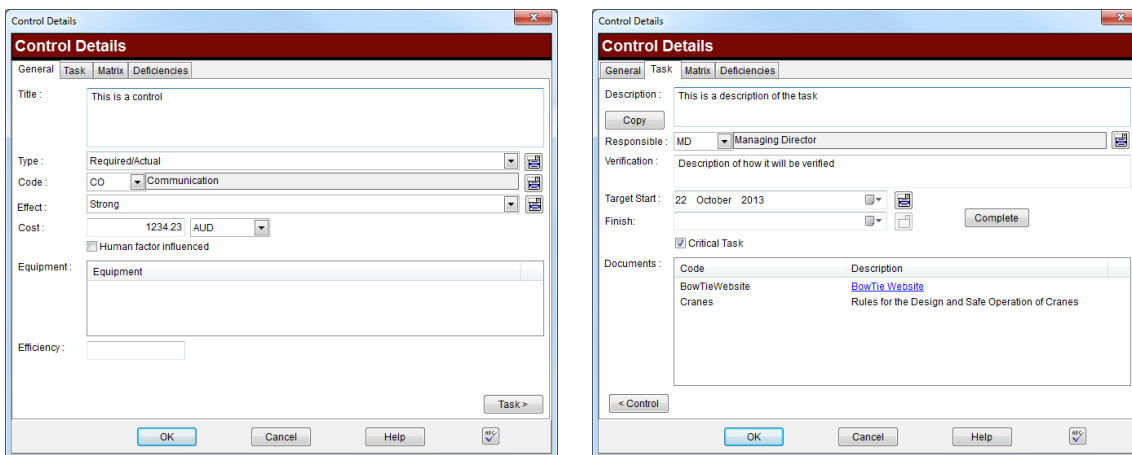 Control Details
Control Details
General Task Matrix Deficiencies
Title : This is a control
Type : Required/Actual
Code : CO Communication
Effect : Strong
Cost : 1234.23 AUD
Human factor influenced
Equipment : Equipment
Efficiency :
Task >
OK Cancel Help ABC
Control Details
Control Details
General Task Matrix Deficiencies
Description : This is a description of the task
Copy
Responsible : MD Managing Director
Verification : Description of how it will be verified
Target Start : 22 October 2013
Finish: Complete
Critical Task
Documents : Code Description
BowTieWebsite BowTie Website
Cranes Rules for the Design and Safe Operation of Cranes
< Control
OK Cancel Help ABC